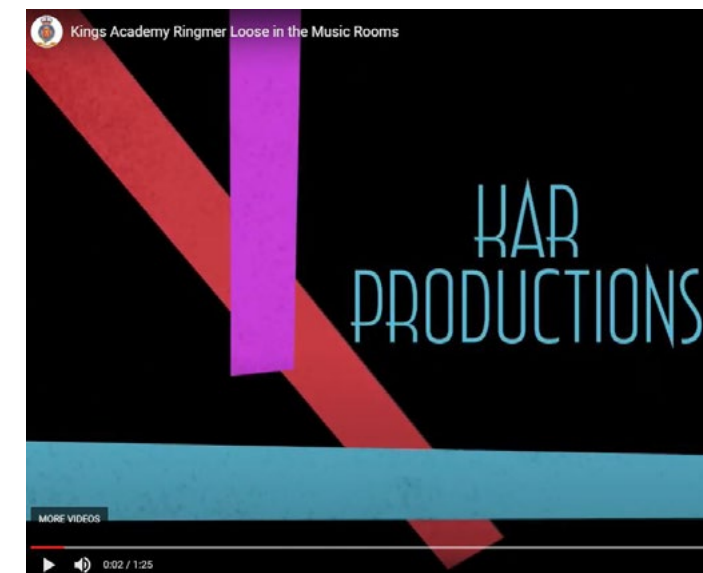 Kings Academy Ringmer Loose in the Music Rooms
KAR
PRODUCTIONS
MORE VIDEOS
0:02 / 1:25